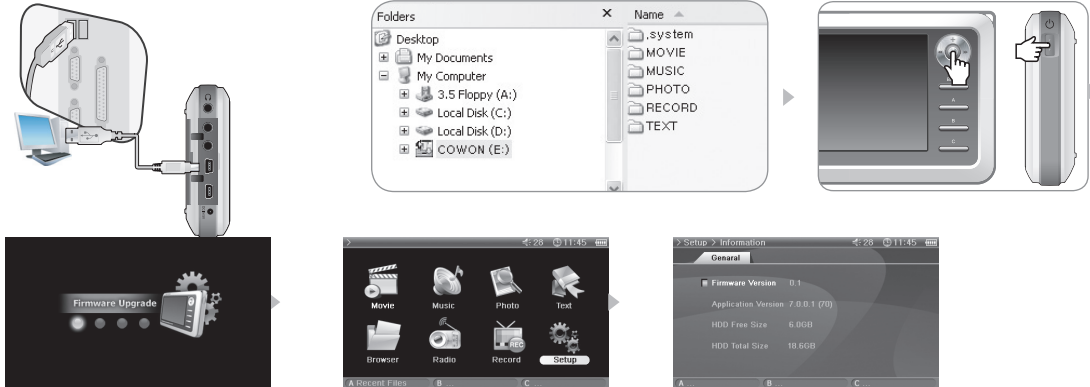 Folders
×
Name
Desktop
My Documents
My Computer
3.5 Floppy (A:)
Local Disk (C:)
Local Disk (D:)
COWON (E:)
.system
MOVIE
MUSIC
PHOTO
RECORD
TEXT
A
B
C
Firmware Upgrade
> 28 11:45
Movie Music Photo Text
Browser Radio Record Setup
REC
A Recent Files B ... C ...
> Setup > Information 28 11:45
Genaral
Firmware Version 0.1
Application Version 7.0.0.1 (70)
HDD Free Size 6.0GB
HDD Total Size 18.6GB
A ... B ... C ...